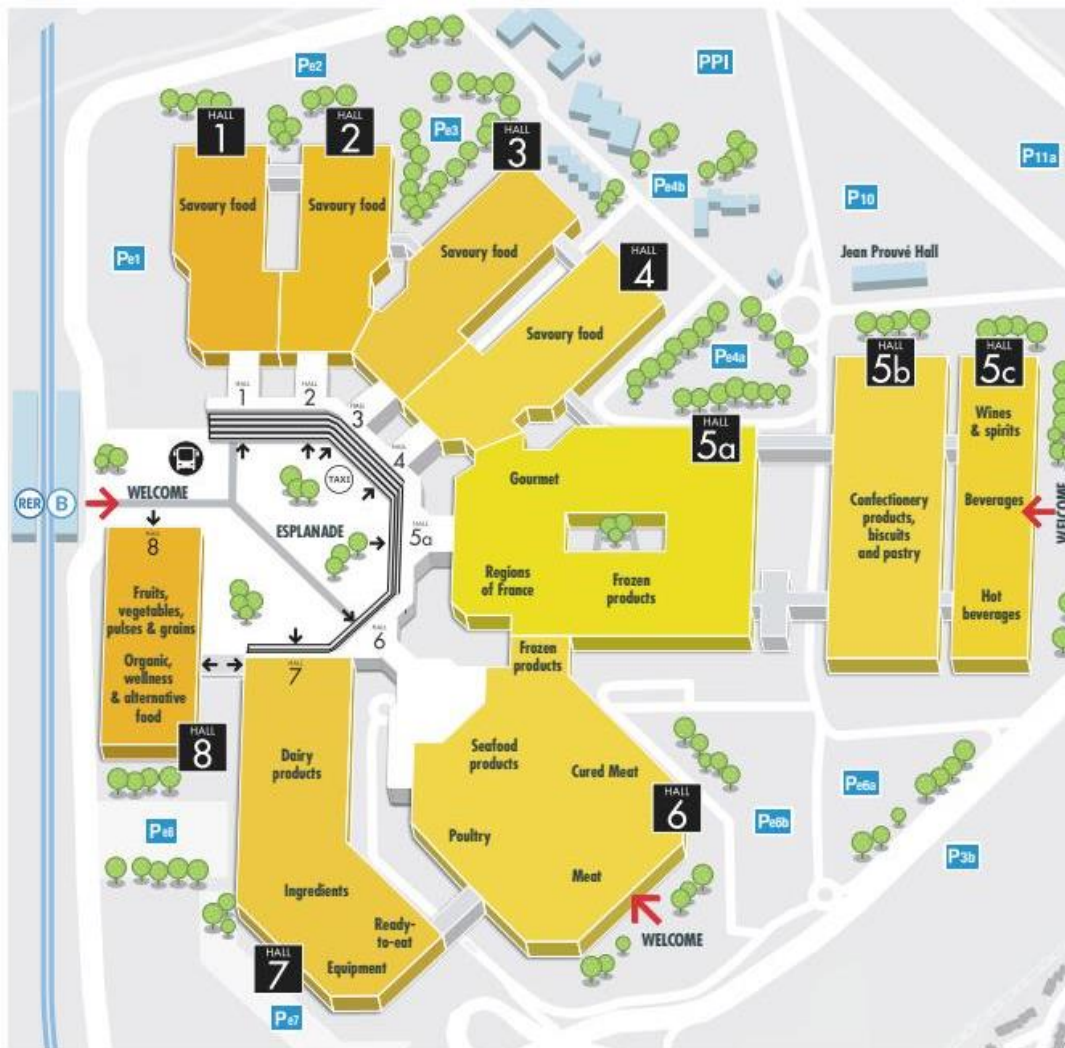 Pe2
PPI
HALL
1
HALL
2
Pe3
HALL
3
P11a
Pe4b
P10
Savoury food
Savoury food
Savoury food
Jean Prouvé Hall
Pe1
HALL
4
Savoury food
Pe4a
HALL
5b
HALL
5c
HALL
1
HALL
2
HALL
3
HALL
4
HALL
5a
Wines
& spirits
Gourmet
TAXI
RER
B
WELCOME
ESPLANADE
HALL
5a
Confectionery
products,
biscuits
and pastry
Beverages
WELCOME
HALL
8
Regions
of France
Frozen
products
Hot
beverages
Fruits,
vegetables,
pulses & grains
Organic,
wellness
& alternative
food
HALL
6
HALL
7
Frozen
products
HALL
8
Dairy
products
Seafood
products
Cured Meat
HALL
6
Pe6a
Pe6b
Pe8
Poultry
P3b
Meat
Ingredients
Ready-
to-eat
Equipment
WELCOME
HALL
7
Pe7